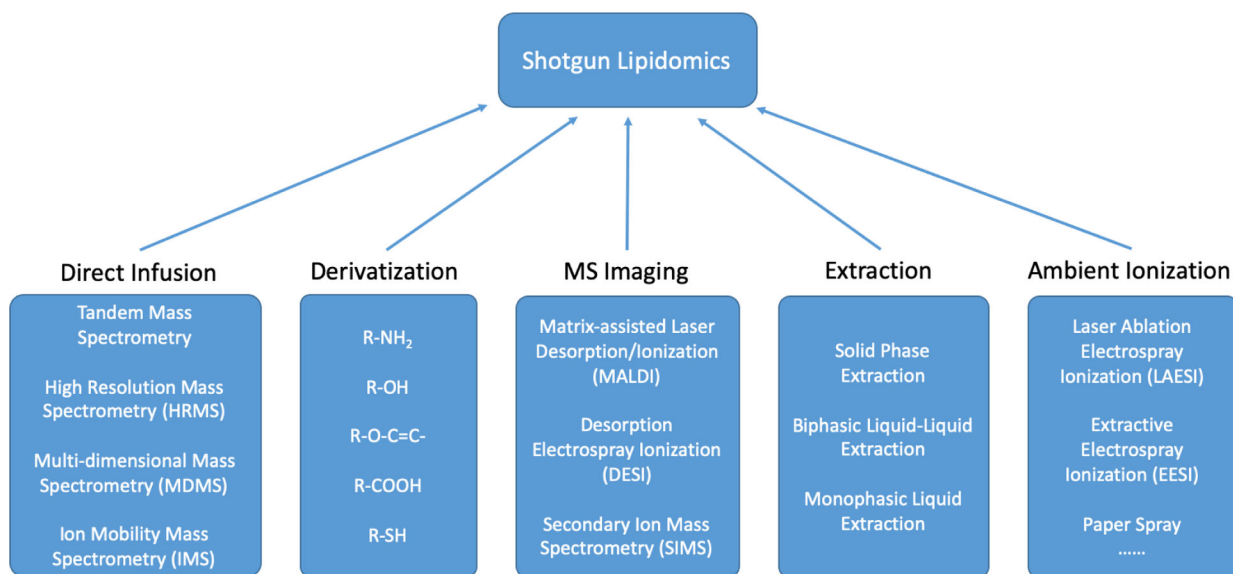 Shotgun Lipidomics
Direct Infusion
Tandem Mass
Spectrometry
High Resolution Mass
Spectrometry (HRMS)
Multi-dimensional Mass
Spectrometry (MDMS)
Ion Mobility Mass
Spectrometry (IMS)
Derivatization
R-NH₂
R-OH
R-O-C=C-
R-COOH
R-SH
MS Imaging
Matrix-assisted Laser
Desorption/Ionization
(MALDI)
Desorption
Electrospray Ionization
(DESI)
Secondary Ion Mass
Spectrometry (SIMS)
Extraction
Solid Phase
Extraction
Biphasic Liquid-Liquid
Extraction
Monophasic Liquid
Extraction
Ambient Ionization
Laser Ablation
Electrospray
Ionization (LAESI)
Extractive
Electrospray
Ionization (EESI)
Paper Spray
......